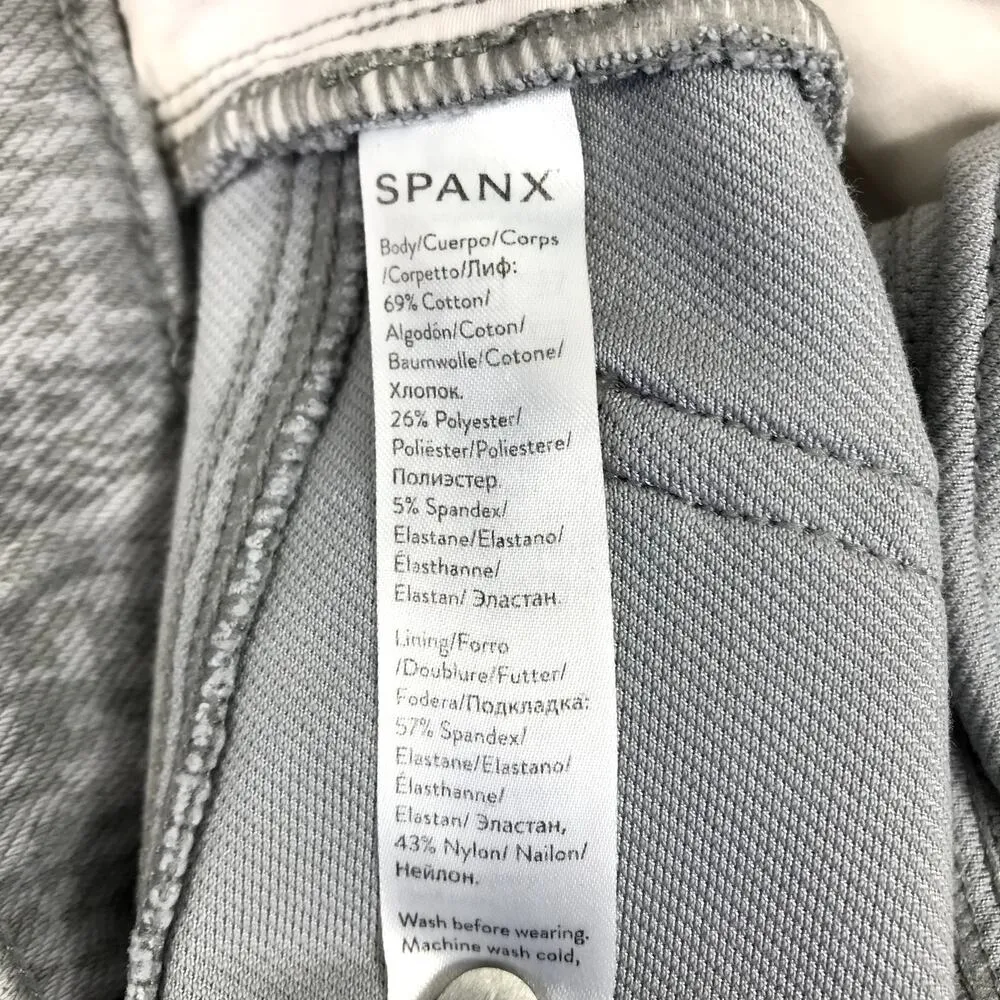 SPANX
Body/Cuerpo/Corps
/Corpetto/Лиф:
69% Cotton/
Algodón/Coton/
Baumwolle/Cotone/
Хлопок.
26% Polyester/
Poliéster/Poliestere/
Полиэстер.
5% Spandex/
Elastane/Elastano/
Élasthanne/
Elastan/ Эластан.
Lining/Forro
/Doublure/Futter/
Fodera/Подкладка:
57% Spandex/
Elastane/Elastano/
Élasthanne/
Elastan/ Эластан,
43% Nylon/ Nailon/
Нейлон.
Wash before wearing.
Machine wash cold,